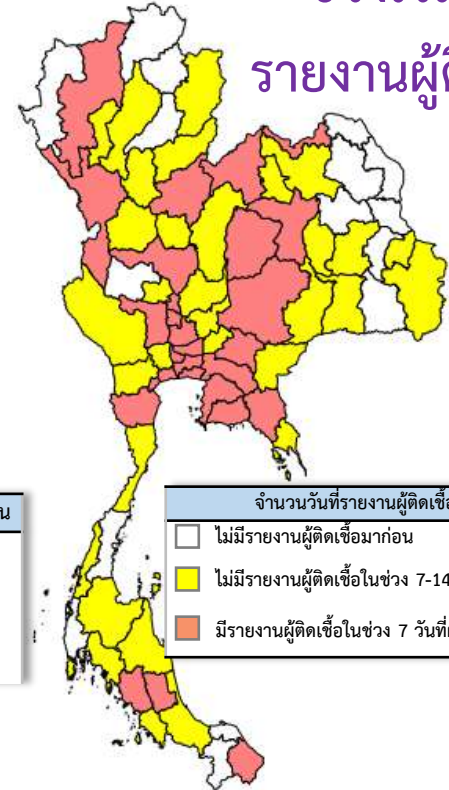 รายงานผู้
น
จำนวนวันที่รายงานผู้ติดเชื้อ
ไม่มีรายงานผู้ติดเชื้อมาก่อน
ไม่มีรายงานผู้ติดเชื้อในช่วง 7-14
มีรายงานผู้ติดเชื้อในช่วง 7 วันที่